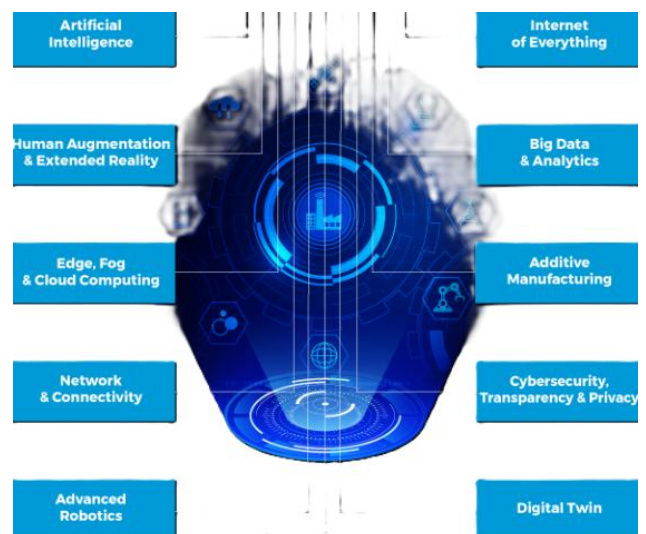 Artificial
Intelligence
Internet
of Everything
Human Augmentation
& Extended Reality
Big Data
& Analytics
Edge, Fog
& Cloud Computing
Additive
Manufacturing
Network
& Connectivity
Cybersecurity,
Transparency & Privacy
Advanced
Robotics
Digital Twin